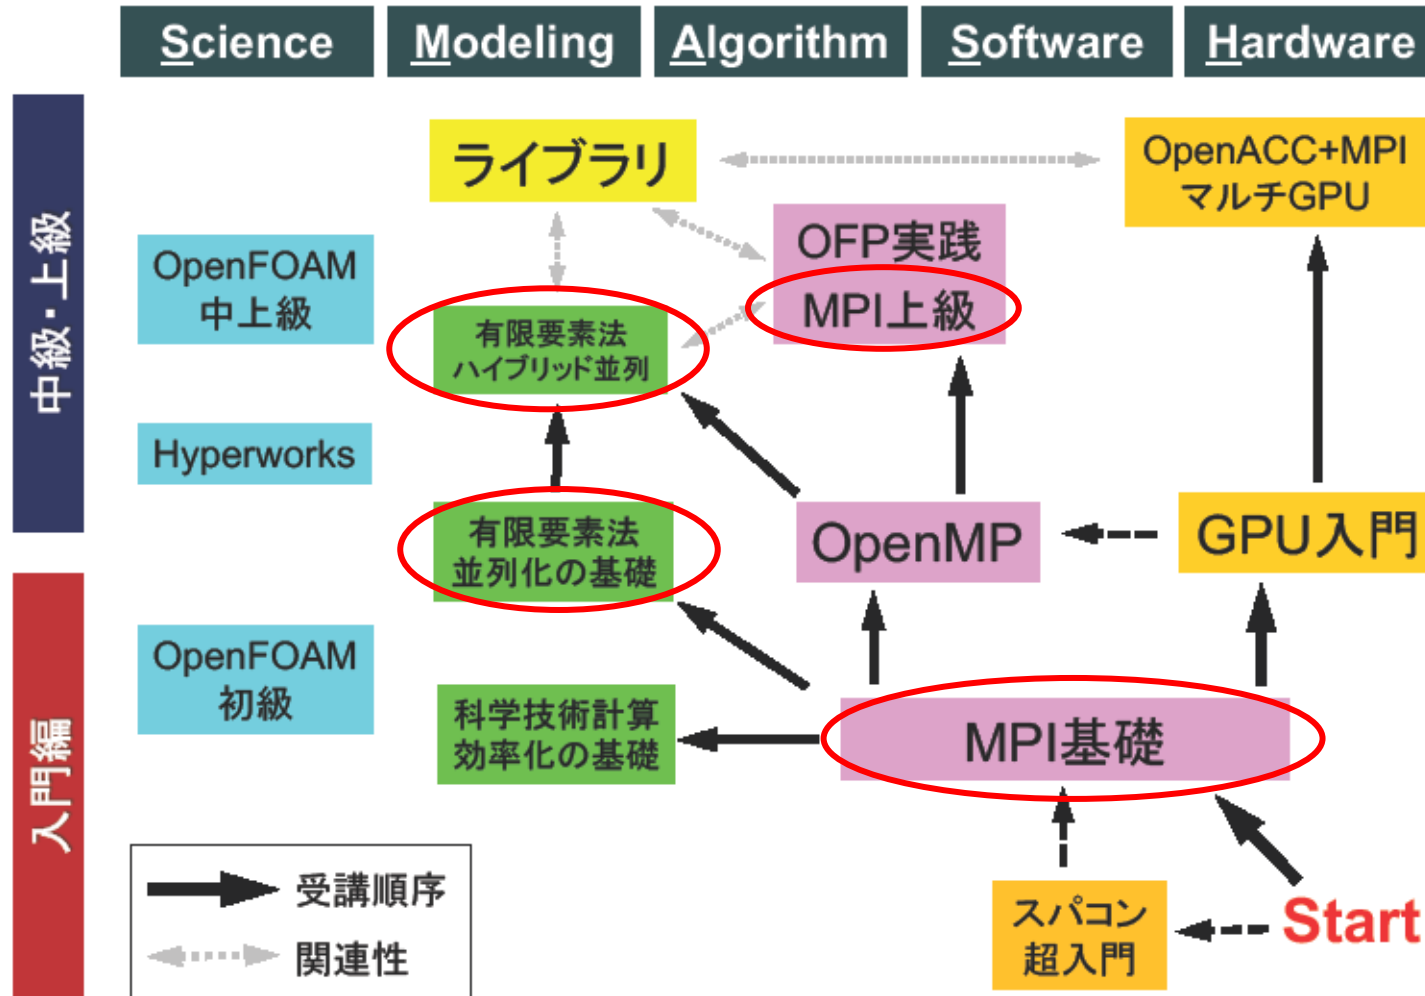 Science
Modeling
Algorithm
Software
Hardware
中級・上級
ライブラリ
OpenACC+MPI
マルチGPU
OpenFOAM
中上級
OFP実践
MPI上級
有限要素法
ハイブリッド並列
Hyperworks
有限要素法
並列化の基礎
OpenMP
GPU入門
入門編
OpenFOAM
初級
科学技術計算
効率化の基礎
MPI基礎
受講順序
関連性
スパコン
超入門
Start